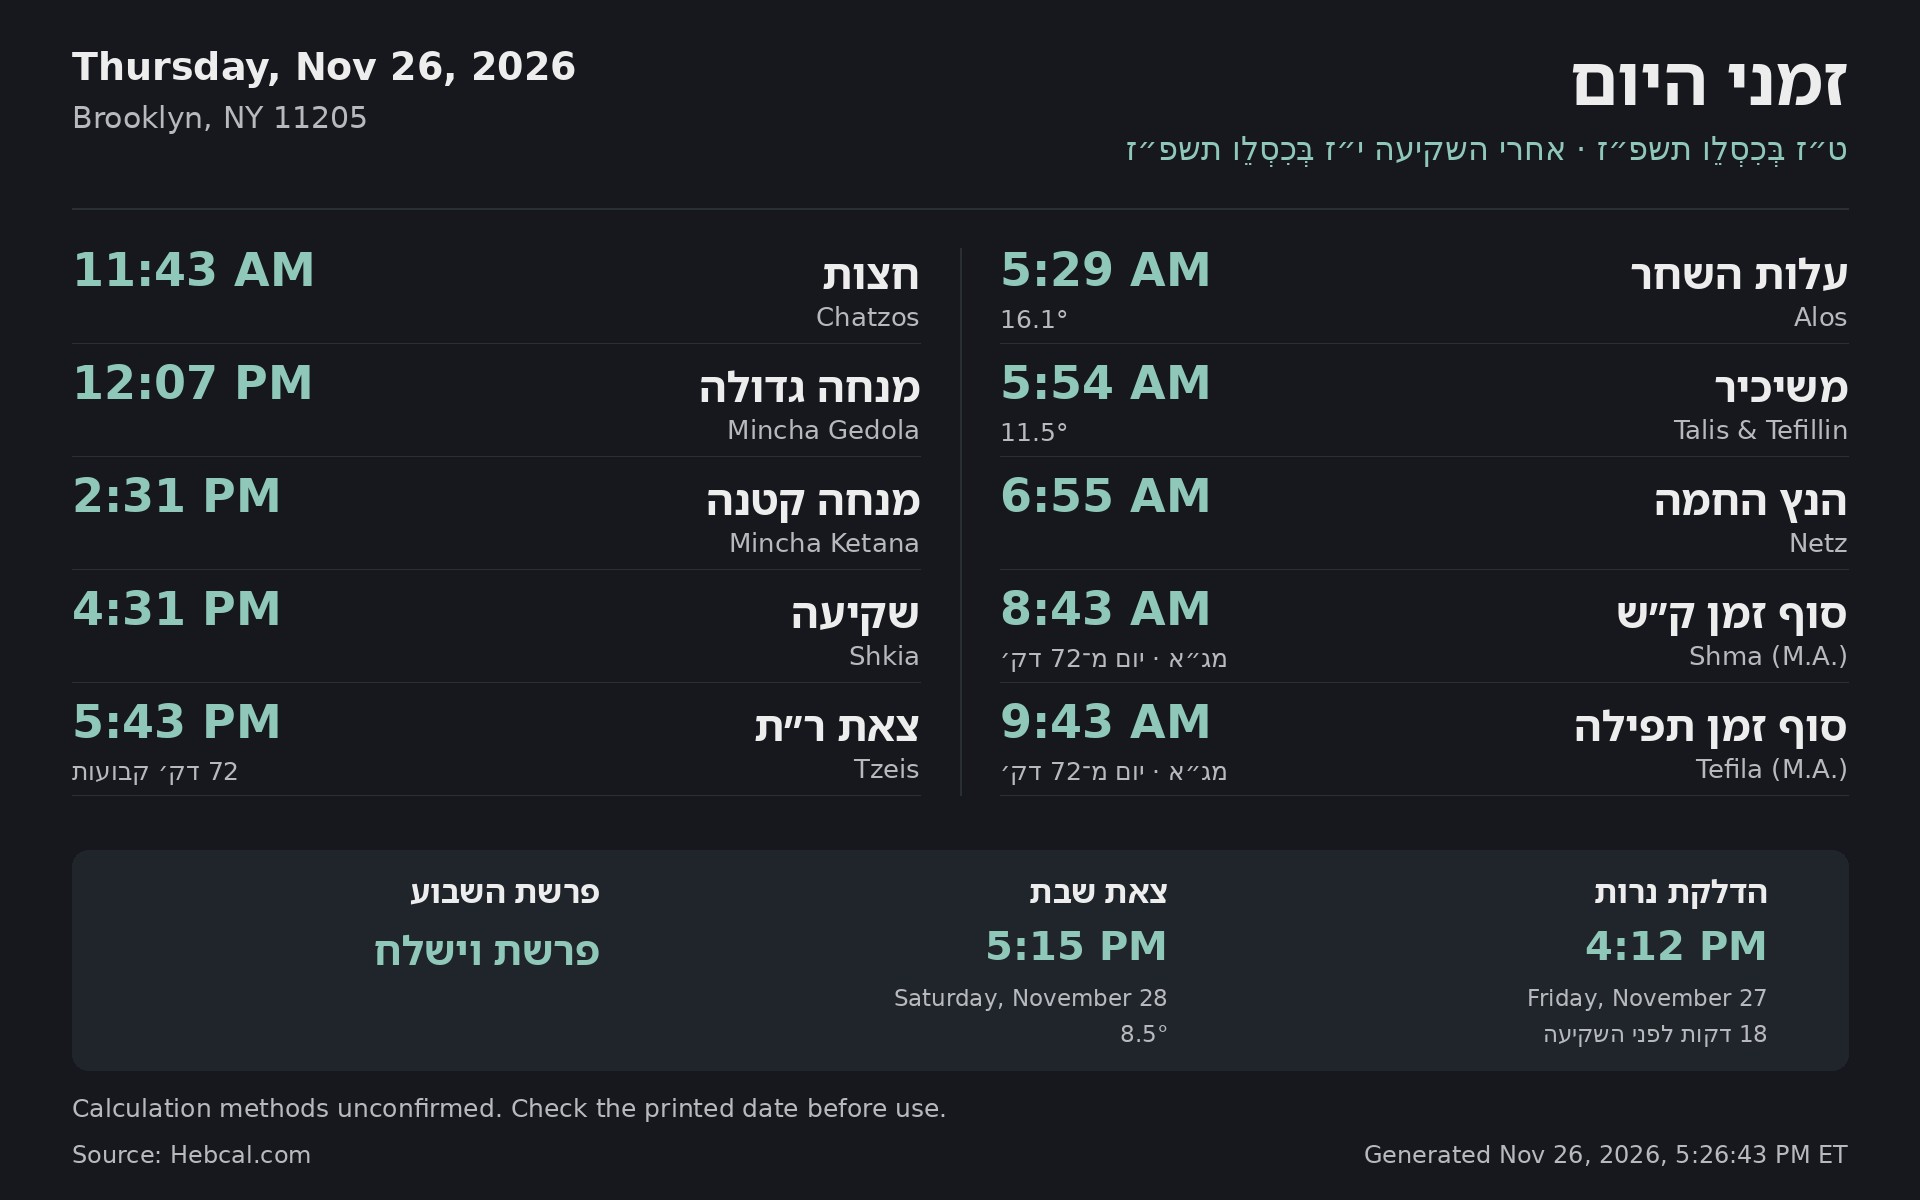 Thursday, Nov 26, 2026
Brooklyn, NY 11205
זמני היום
ט״ז בְּכִסְלֵו תשפ״ז · אחרי השקיעה י״ז בְּכִסְלֵו תשפ״ז
עלות השחר
Alos
5:29 AM
16.1°
משיכיר
Talis & Tefillin
5:54 AM
11.5°
הנץ החמה
Netz
6:55 AM
סוף זמן ק״ש
Shma (M.A.)
8:43 AM
מג״א · יום מ־72 דק׳
סוף זמן תפילה
Tefila (M.A.)
9:43 AM
מג״א · יום מ־72 דק׳
חצות
Chatzos
11:43 AM
מנחה גדולה
Mincha Gedola
12:07 PM
מנחה קטנה
Mincha Ketana
2:31 PM
שקיעה
Shkia
4:31 PM
צאת ר״ת
Tzeis
5:43 PM
72 דק׳ קבועות
הדלקת נרות
4:12 PM
Friday, November 27
18 דקות לפני השקיעה
צאת שבת
5:15 PM
Saturday, November 28
8.5°
פרשת השבוע
פרשת וישלח
Calculation methods unconfirmed. Check the printed date before use.
Source: Hebcal.com
Generated Nov 26, 2026, 5:26:43 PM ET